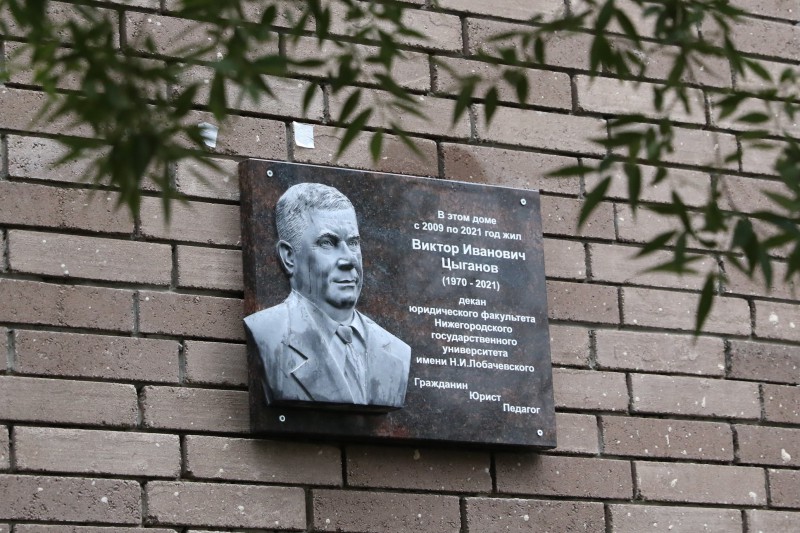 В этом доме
с 2009 по 2021 год жил
Виктор Иванович
Цыганов
(1970 - 2021)
декан
юридического факультета
Нижегородского
государственного
университета
имени Н.И.Лобачевского
Гражданин
Юрист
Педагог